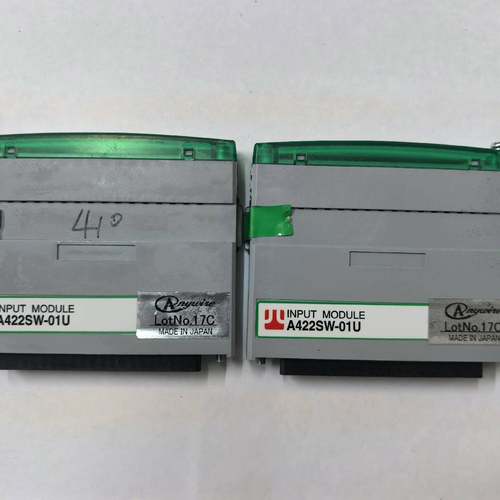 41°
NPUT MODULE
A422SW-01U
Anywire
LotNo.17C
MADE IN JAPAN
INPUT MODULE
A422SW-01U
Anywire
LotNo.17C
MADE IN JAPAN